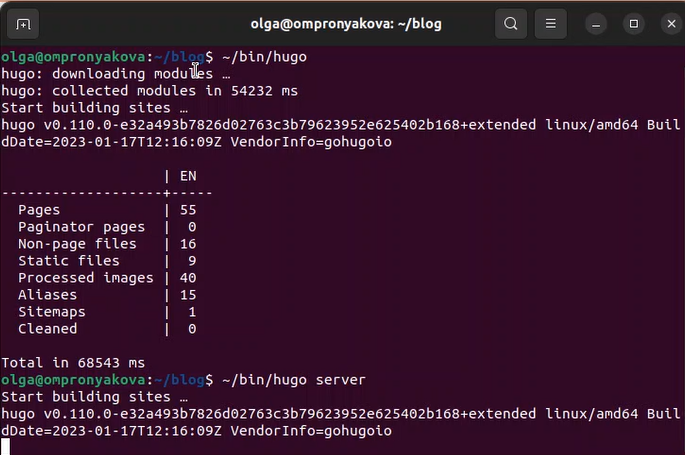 olga@ompronyakova: ~/blog
olga@ompronyakova:~/blog$ ~/bin/hugo
hugo: downloading modules …
hugo: collected modules in 54232 ms
Start building sites …
hugo v0.110.0-e32a493b7826d02763c3b79623952e625402b168+extended linux/amd64 Buil
dDate=2023-01-17T12:16:09Z VendorInfo=gohugoio
| EN
-------------------+-----
Pages | 55
Paginator pages | 0
Non-page files | 16
Static files | 9
Processed images | 40
Aliases | 15
Sitemaps | 1
Cleaned | 0
Total in 68543 ms
olga@ompronyakova:~/blog$ ~/bin/hugo server
Start building sites …
hugo v0.110.0-e32a493b7826d02763c3b79623952e625402b168+extended linux/amd64 Buil
dDate=2023-01-17T12:16:09Z VendorInfo=gohugoio